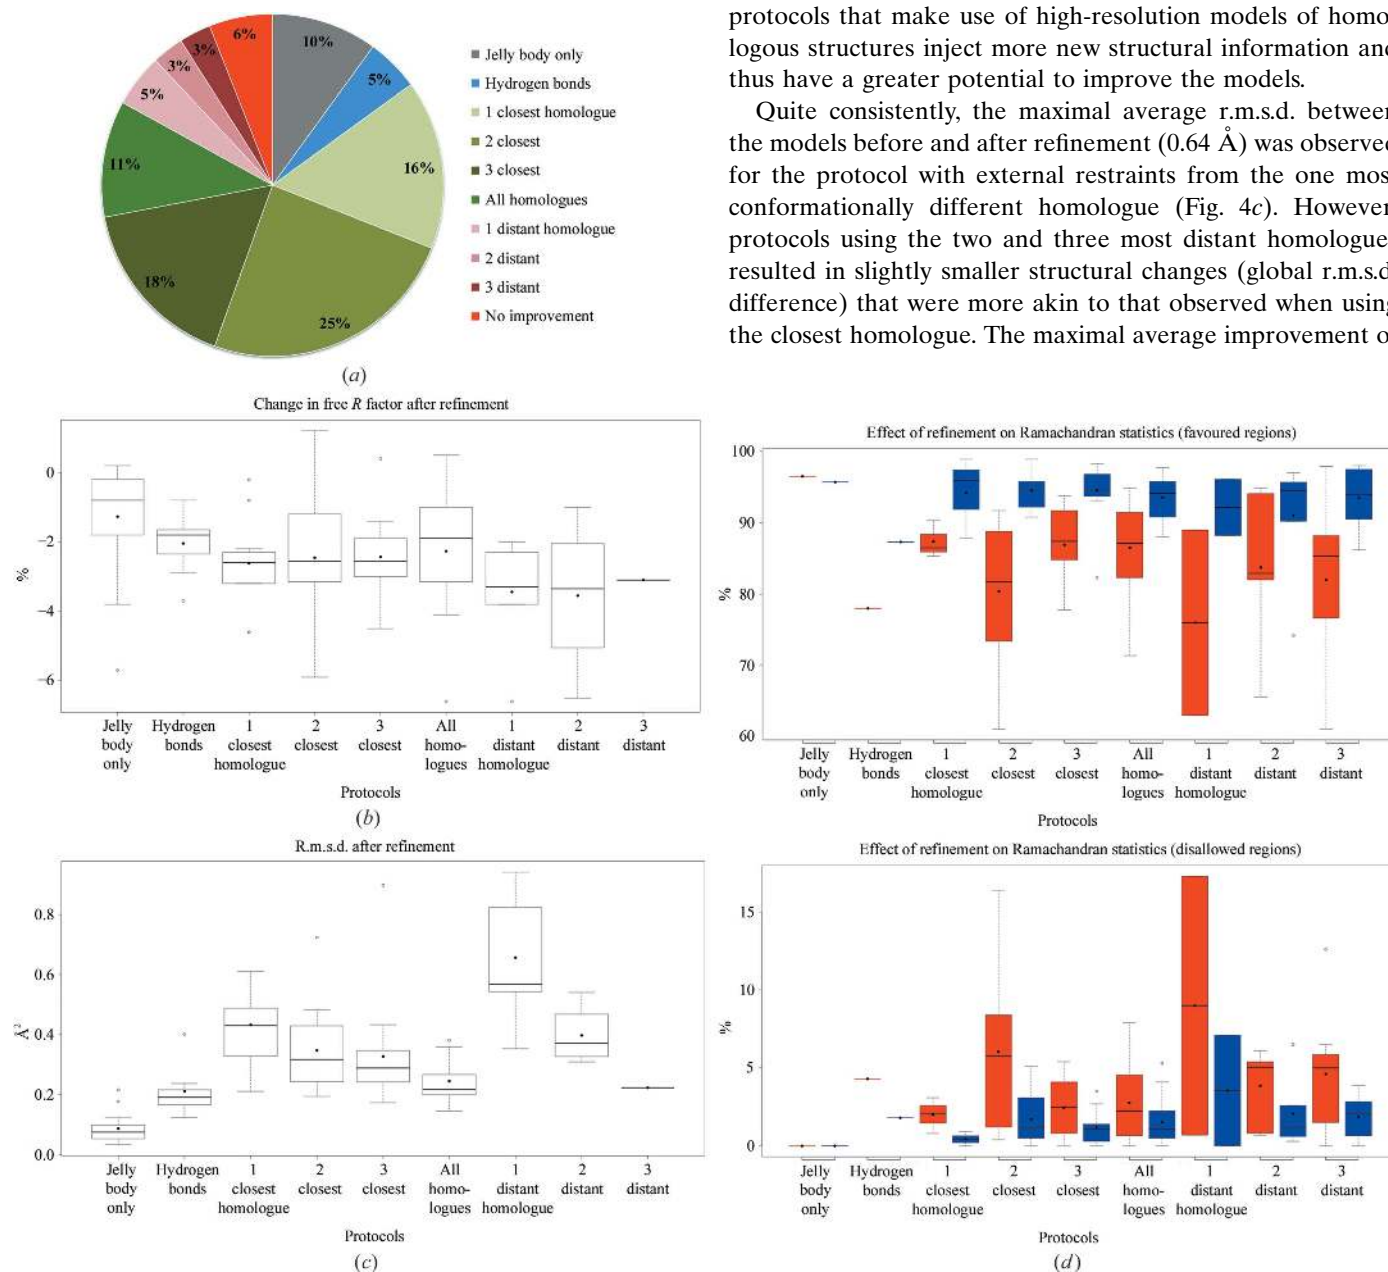 protocols that make use of high-resolution models of homo
logous structures inject more new structural information and
thus have a greater potential to improve the models.
Quite consistently, the maximal average r.m.s.d. between
the models before and after refinement (0.64 Å) was observed
for the protocol with external restraints from the one mos
conformationally different homologue (Fig. 4c). However
protocols using the two and three most distant homologue
resulted in slightly smaller structural changes (global r.m.s.d
difference) that were more akin to that observed when using
the closest homologue. The maximal average improvement o
10%
5%
16%
25%
18%
11%
5%
3%
3%
6%
Jelly body only
Hydrogen bonds
1 closest homologue
2 closest
3 closest
All homologues
1 distant homologue
2 distant
3 distant
No improvement
(a)
Change in free R factor after refinement
%
0
−2
−4
−6
Jelly body only
Hydrogen bonds
1 closest homologue
2 closest
3 closest
All homo-logues
1 distant homologue
2 distant
3 distant
Protocols
(b)
R.m.s.d. after refinement
Å²
0.8
0.6
0.4
0.2
0.0
Jelly body only
Hydrogen bonds
1 closest homologue
2 closest
3 closest
All homo-logues
1 distant homologue
2 distant
3 distant
Protocols
(c)
Effect of refinement on Ramachandran statistics (favoured regions)
%
100
90
80
70
60
Jelly body only
Hydrogen bonds
1 closest homologue
2 closest
3 closest
All homo-logues
1 distant homologue
2 distant
3 distant
Protocols
Effect of refinement on Ramachandran statistics (disallowed regions)
%
15
10
5
0
Jelly body only
Hydrogen bonds
1 closest homologue
2 closest
3 closest
All homo-logues
1 distant homologue
2 distant
3 distant
Protocols
(d)